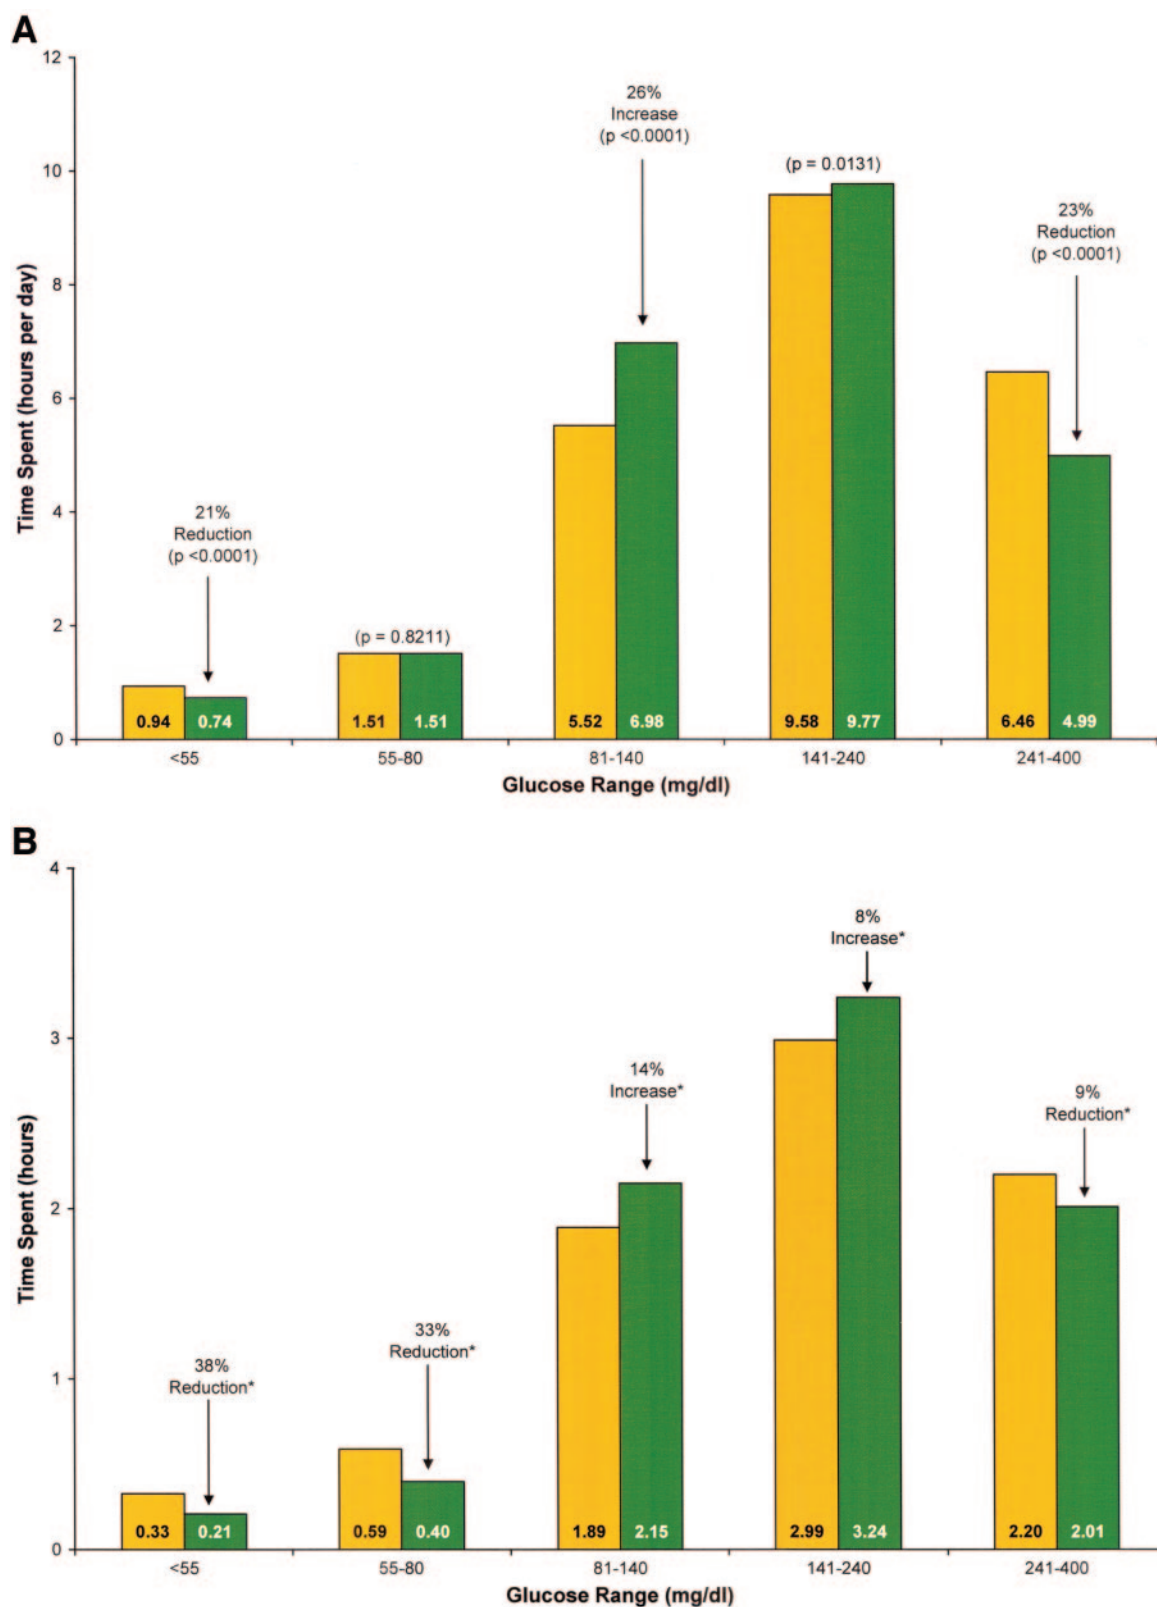 A
12
10
8
6
4
2
0
Time Spent (hours per day)
21%
Reduction
(p <0.0001)
(p = 0.8211)
26%
Increase
(p <0.0001)
(p = 0.0131)
23%
Reduction
(p <0.0001)
0.94
0.74
1.51
1.51
5.52
6.98
9.58
9.77
6.46
4.99
<55
55-80
81-140
141-240
241-400
Glucose Range (mg/dl)
B
4
3
2
1
0
Time Spent (hours)
38%
Reduction*
33%
Reduction*
14%
Increase*
8%
Increase*
9%
Reduction*
0.33
0.21
0.59
0.40
1.89
2.15
2.99
3.24
2.20
2.01
<55
55-80
81-140
141-240
241-400
Glucose Range (mg/dl)